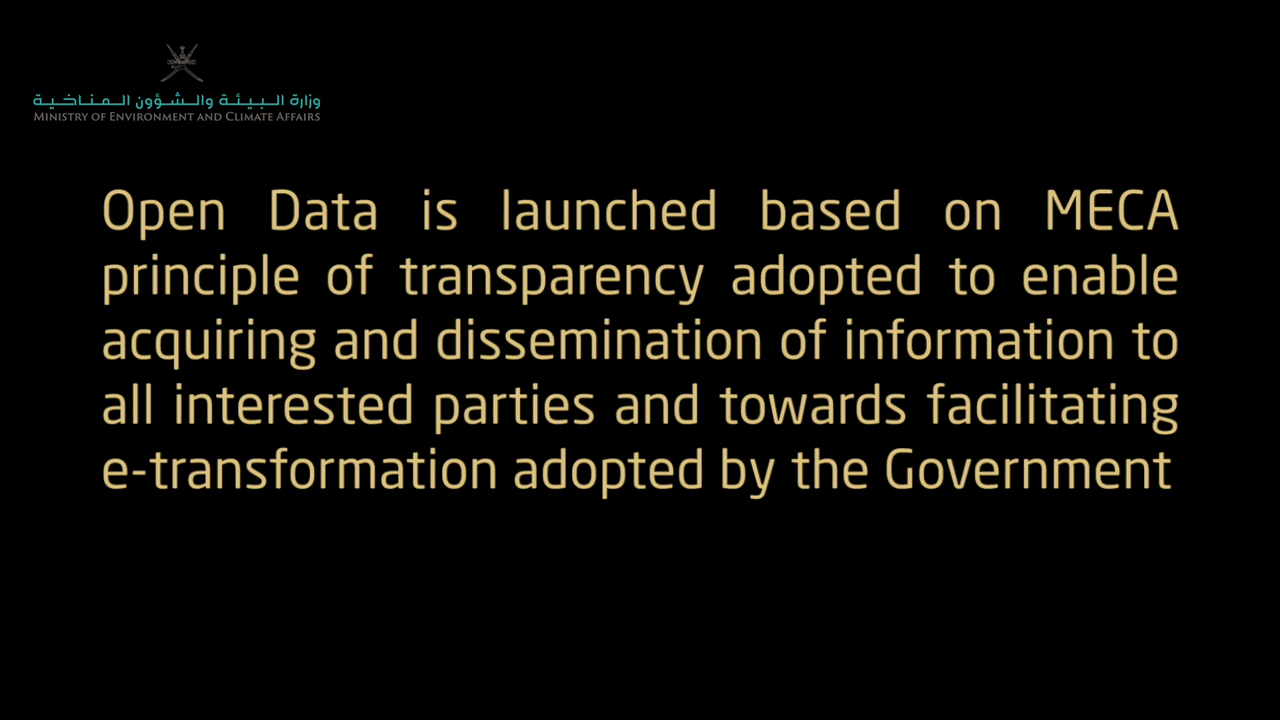 وزارة البيئة والشؤون المناخية
MINISTRY OF ENVIRONMENT AND CLIMATE AFFAIRS
Open Data is launched based on MECA
principle of transparency adopted to enable
acquiring and dissemination of information to
all interested parties and towards facilitating
e-transformation adopted by the Government